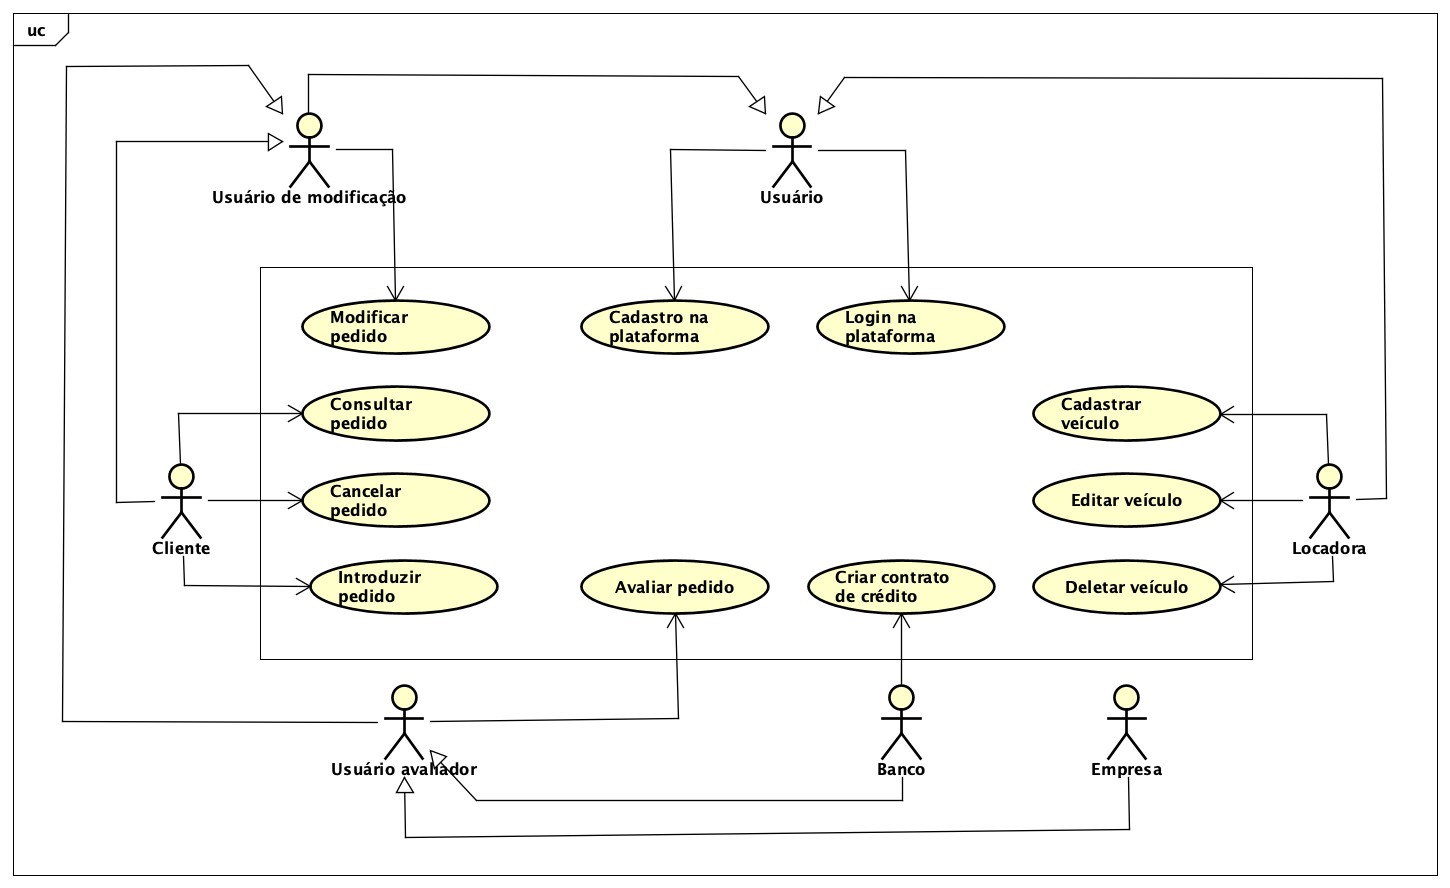 uc
Usuário de modificação
Usuário
Modificar
pedido
Cadastro na
plataforma
Login na
plataforma
Consultar
pedido
Cadastrar
veículo
Cancelar
pedido
Editar veículo
Cliente
Locadora
Introduzir
pedido
Avaliar pedido
Criar contrato
de crédito
Deletar veículo
Usuário avaliador
Banco
Empresa